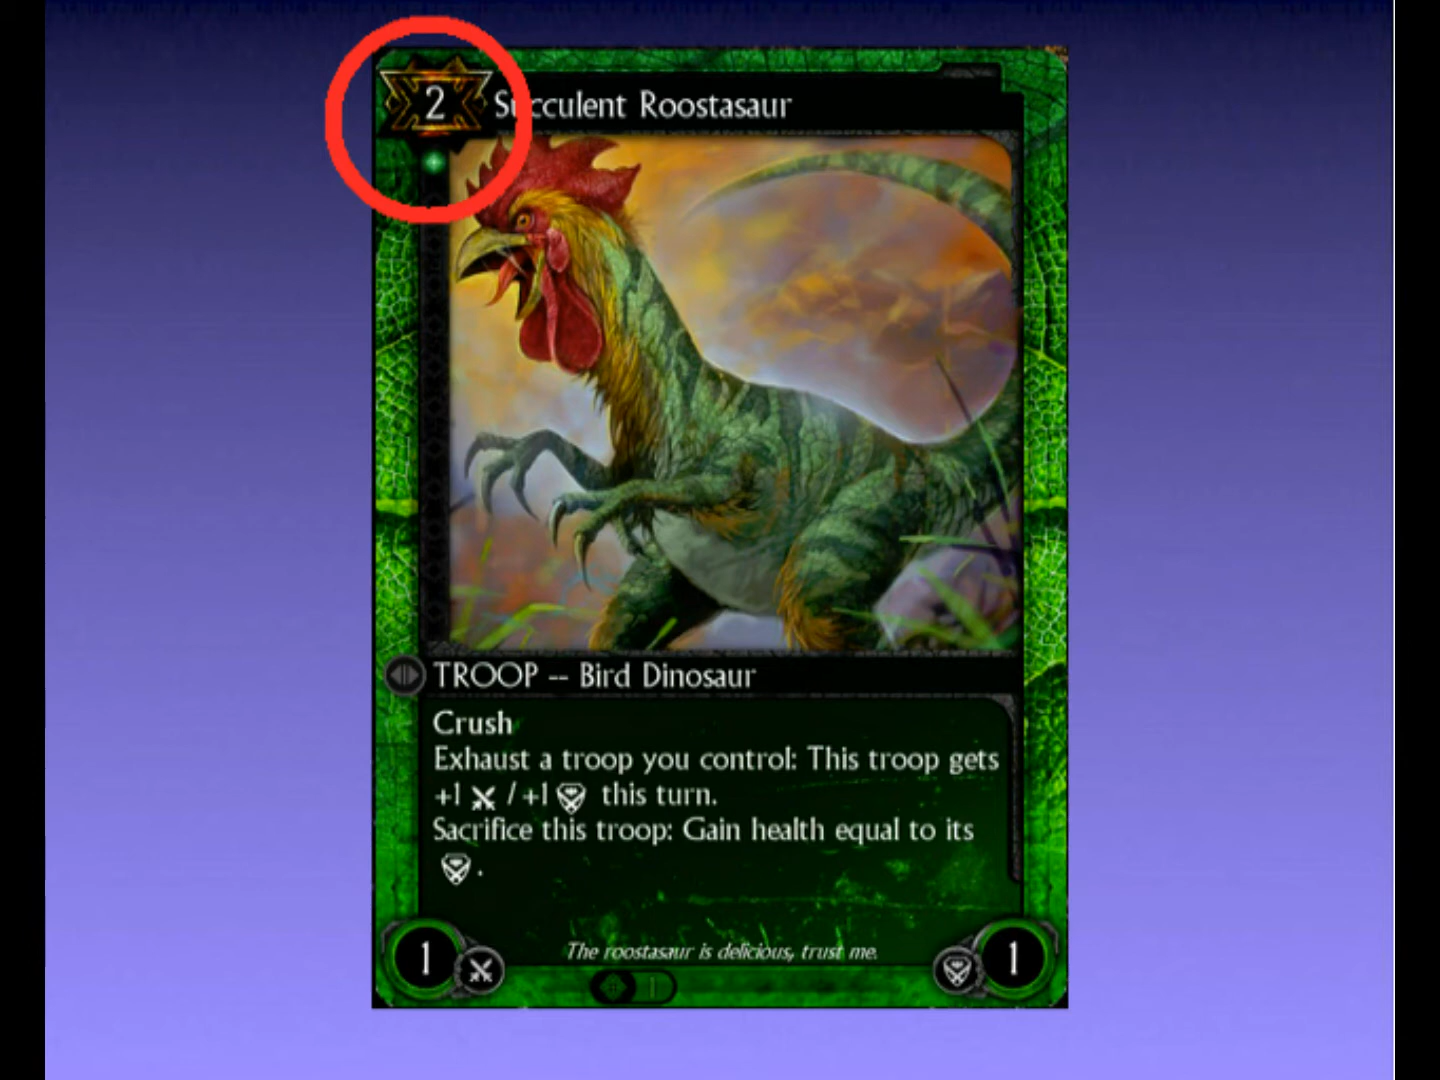 2
Succulent Roostasaur
TROOP -- Bird Dinosaur
Crush
Exhaust a troop you control: This troop gets
+1 / +1 this turn.
Sacrifice this troop: Gain health equal to its
.
The roostasaur is delicious, trust me.
1
1
1